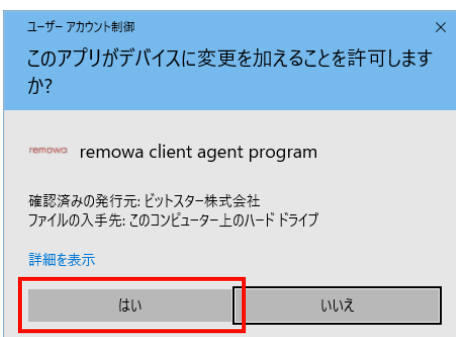 ユーザー アカウント制御
このアプリがデバイスに変更を加えることを許可します
か?
remowa remowa client agent program
確認済みの発行元: ビットスター株式会社
ファイルの入手先: このコンピューター上のハード ドライブ
詳細を表示
はい いいえ